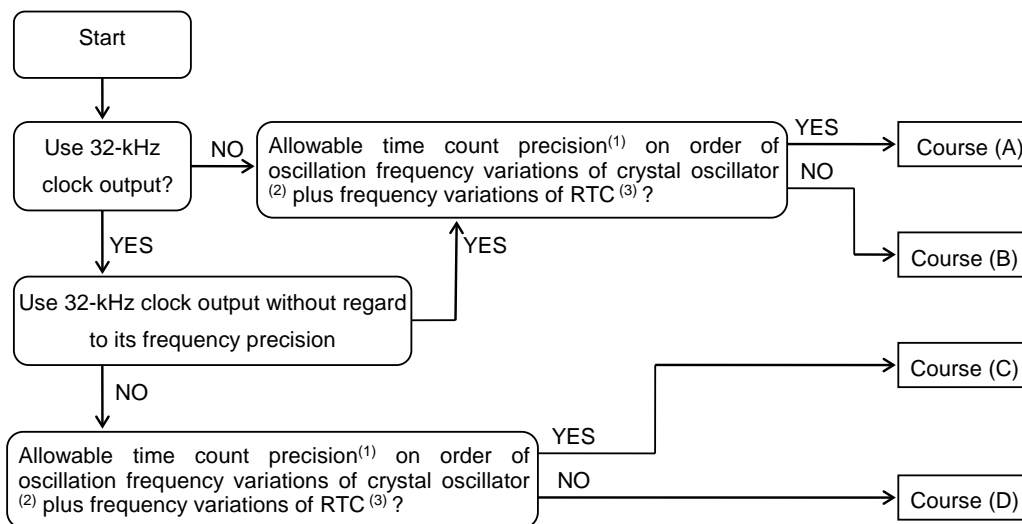 Start
Use 32-kHz
clock output?
NO
Allowable time count precision(1) on order of
oscillation frequency variations of crystal oscillator
(2) plus frequency variations of RTC (3) ?
YES
Course (A)
NO
Course (B)
YES
YES
Use 32-kHz clock output without regard
to its frequency precision
NO
Allowable time count precision(1) on order of
oscillation frequency variations of crystal oscillator
(2) plus frequency variations of RTC (3) ?
YES
Course (C)
NO
Course (D)